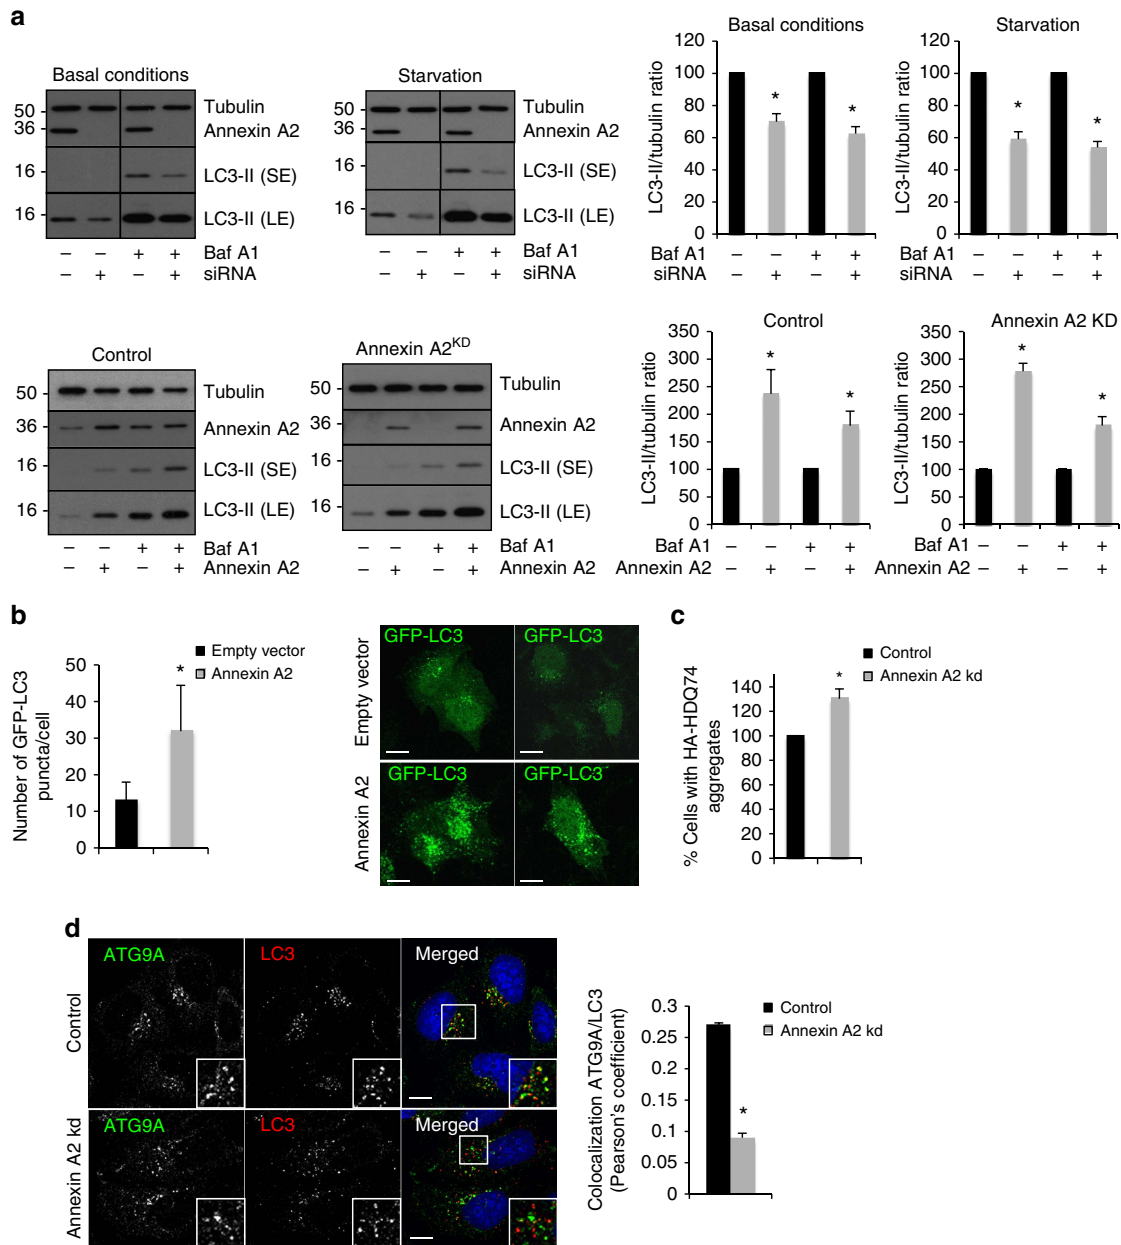 a
Basal conditions
50
36
16
16
Tubulin
Annexin A2
LC3-II (SE)
LC3-II (LE)
– – + + Baf A1
– + – + siRNA
Starvation
50
36
16
16
Tubulin
Annexin A2
LC3-II (SE)
LC3-II (LE)
– – + + Baf A1
– + – + siRNA
Basal conditions
LC3-II/tubulin ratio
120
100
80
60
40
20
0
* *
Baf A1 – – + +
siRNA – + – +
Starvation
LC3-II/tubulin ratio
120
100
80
60
40
20
0
* *
Baf A1 – – + +
siRNA – + – +
Control
50
36
16
16
Tubulin
Annexin A2
LC3-II (SE)
LC3-II (LE)
– – + + Baf A1
– + – + Annexin A2
Annexin A2KD
50
36
16
16
Tubulin
Annexin A2
LC3-II (SE)
LC3-II (LE)
– – + + Baf A1
– + – + Annexin A2
Control
LC3-II/tubulin ratio
350
300
250
200
150
100
50
0
* *
Baf A1 – – + +
Annexin A2 – + – +
Annexin A2 KD
LC3-II/tubulin ratio
350
300
250
200
150
100
50
0
* *
Baf A1 – – + +
Annexin A2 – + – +
b
Number of GFP-LC3
puncta/cell
50
40
30
20
10
0
*
Empty vector
Annexin A2
Empty vector
GFP-LC3
GFP-LC3
Annexin A2
GFP-LC3
GFP-LC3
c
% Cells with HA-HDQ74
aggregates
140
120
100
80
60
40
20
0
*
Control
Annexin A2 kd
d
Control
ATG9A
LC3
Merged
Annexin A2 kd
ATG9A
LC3
Merged
Colocalization ATG9A/LC3
(Pearson's coefficient)
0.3
0.25
0.2
0.15
0.1
0.05
0
*
Control
Annexin A2 kd